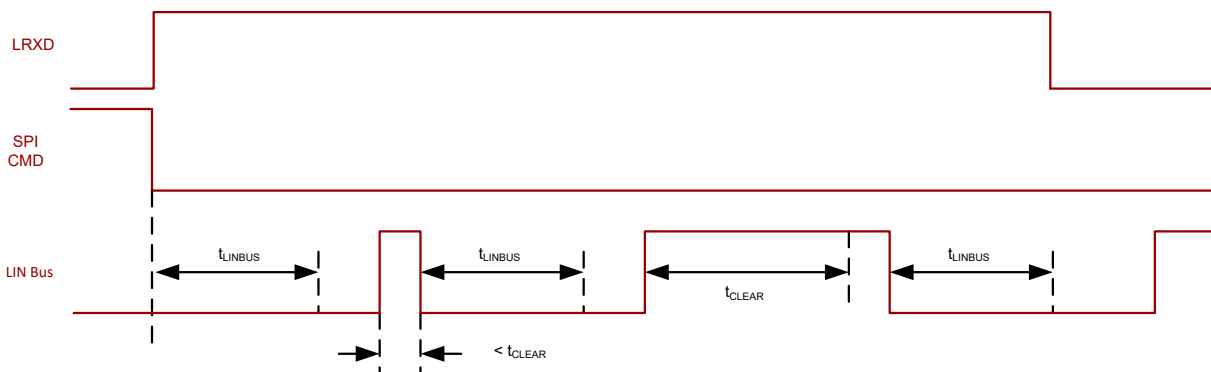 LRXD
SPI
CMD
LIN Bus
tLINBUS
tLINBUS
tCLEAR
tLINBUS
< tCLEAR